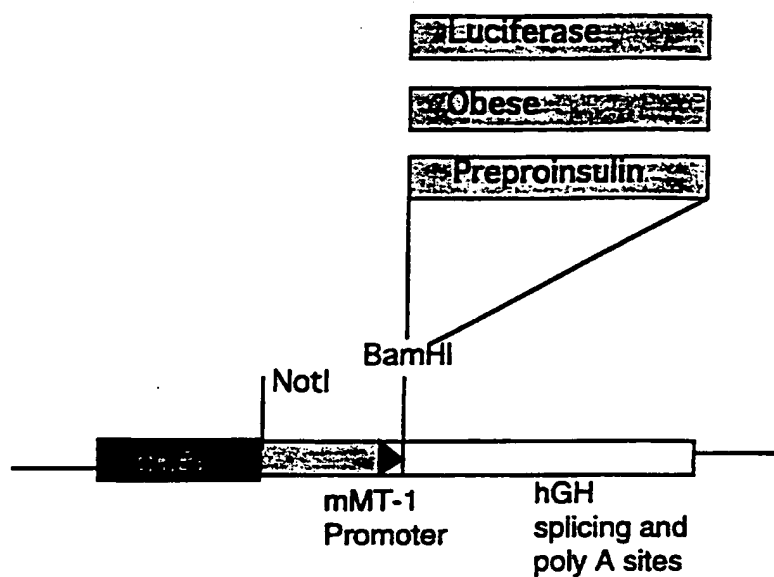 Luciferase
Obese
Preproinsulin
BamHI
NotI
mMT-1
Promoter
hGH
splicing and
poly A sites